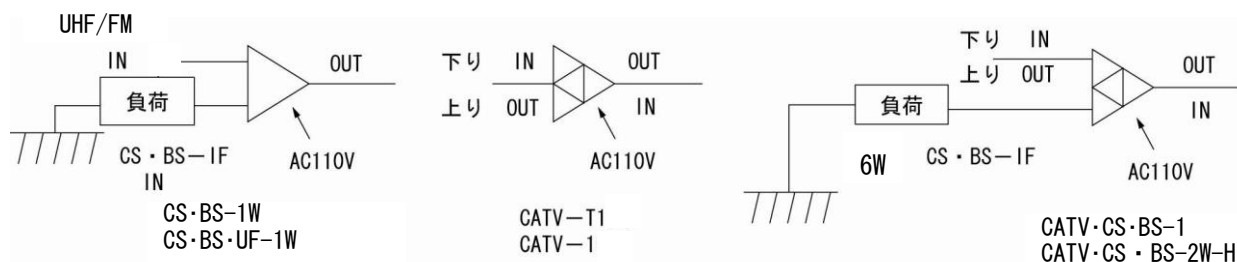 UHF/FM
IN
OUT
負荷
CS・BS－IF
IN
AC110V
CS・BS-1W
CS・BS・UF-1W
下り IN
OUT
上り OUT
IN
AC110V
CATV－T1
CATV－1
下り IN
上り OUT
OUT
IN
負荷
6W
CS・BS－IF
AC110V
CATV・CS・BS-1
CATV・CS・BS-2W-H